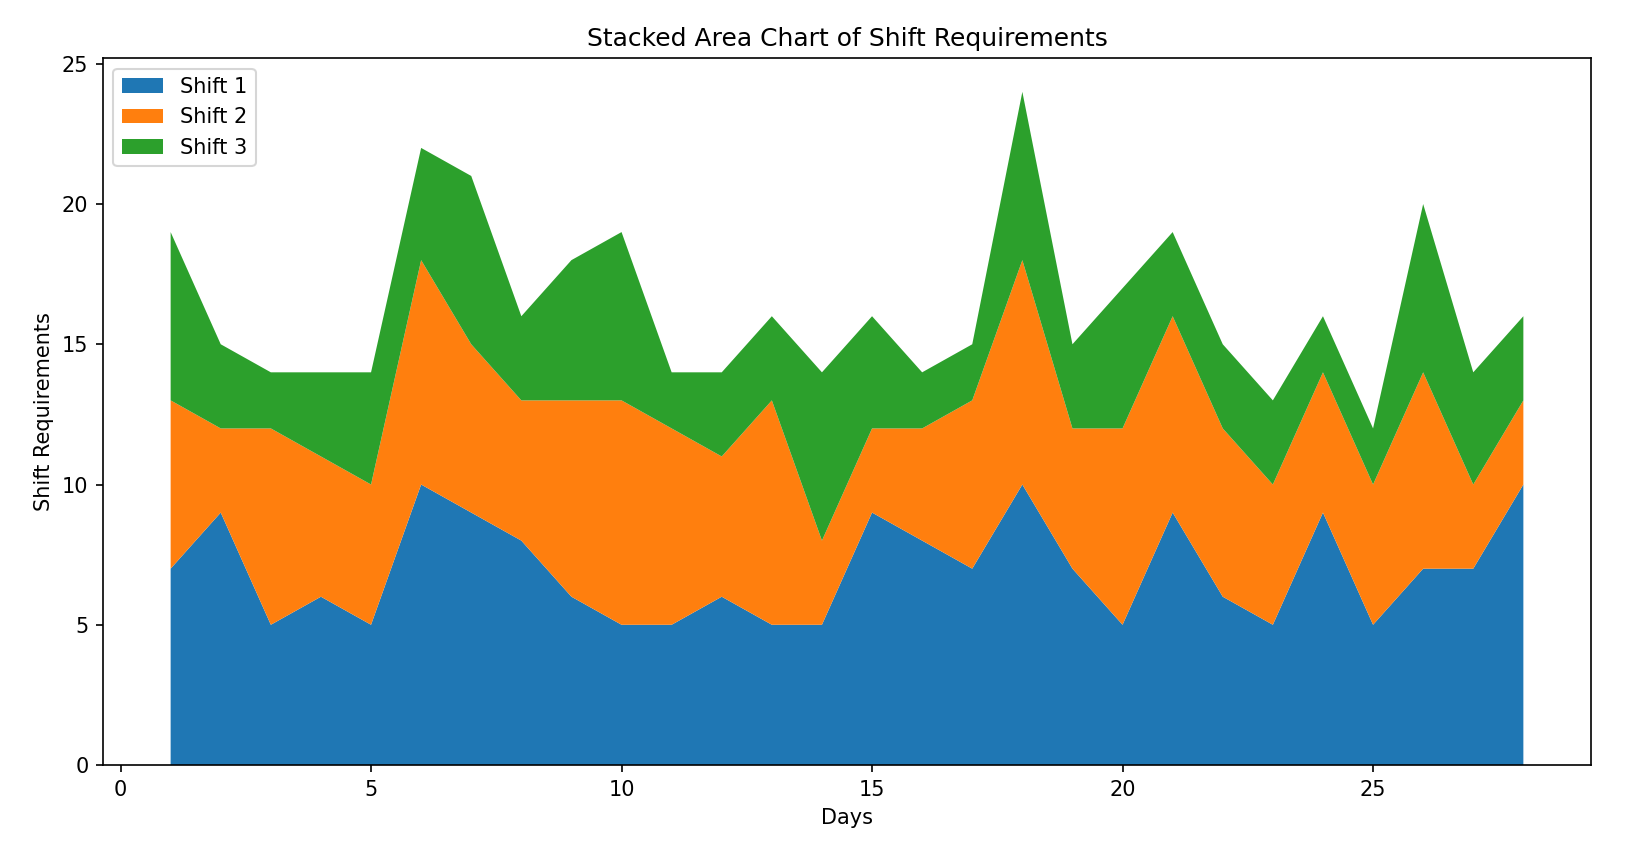 Stacked Area Chart of Shift Requirements
25
20
15
10
5
0
Shift Requirements
Shift 1
Shift 2
Shift 3
0 5 10 15 20 25
Days